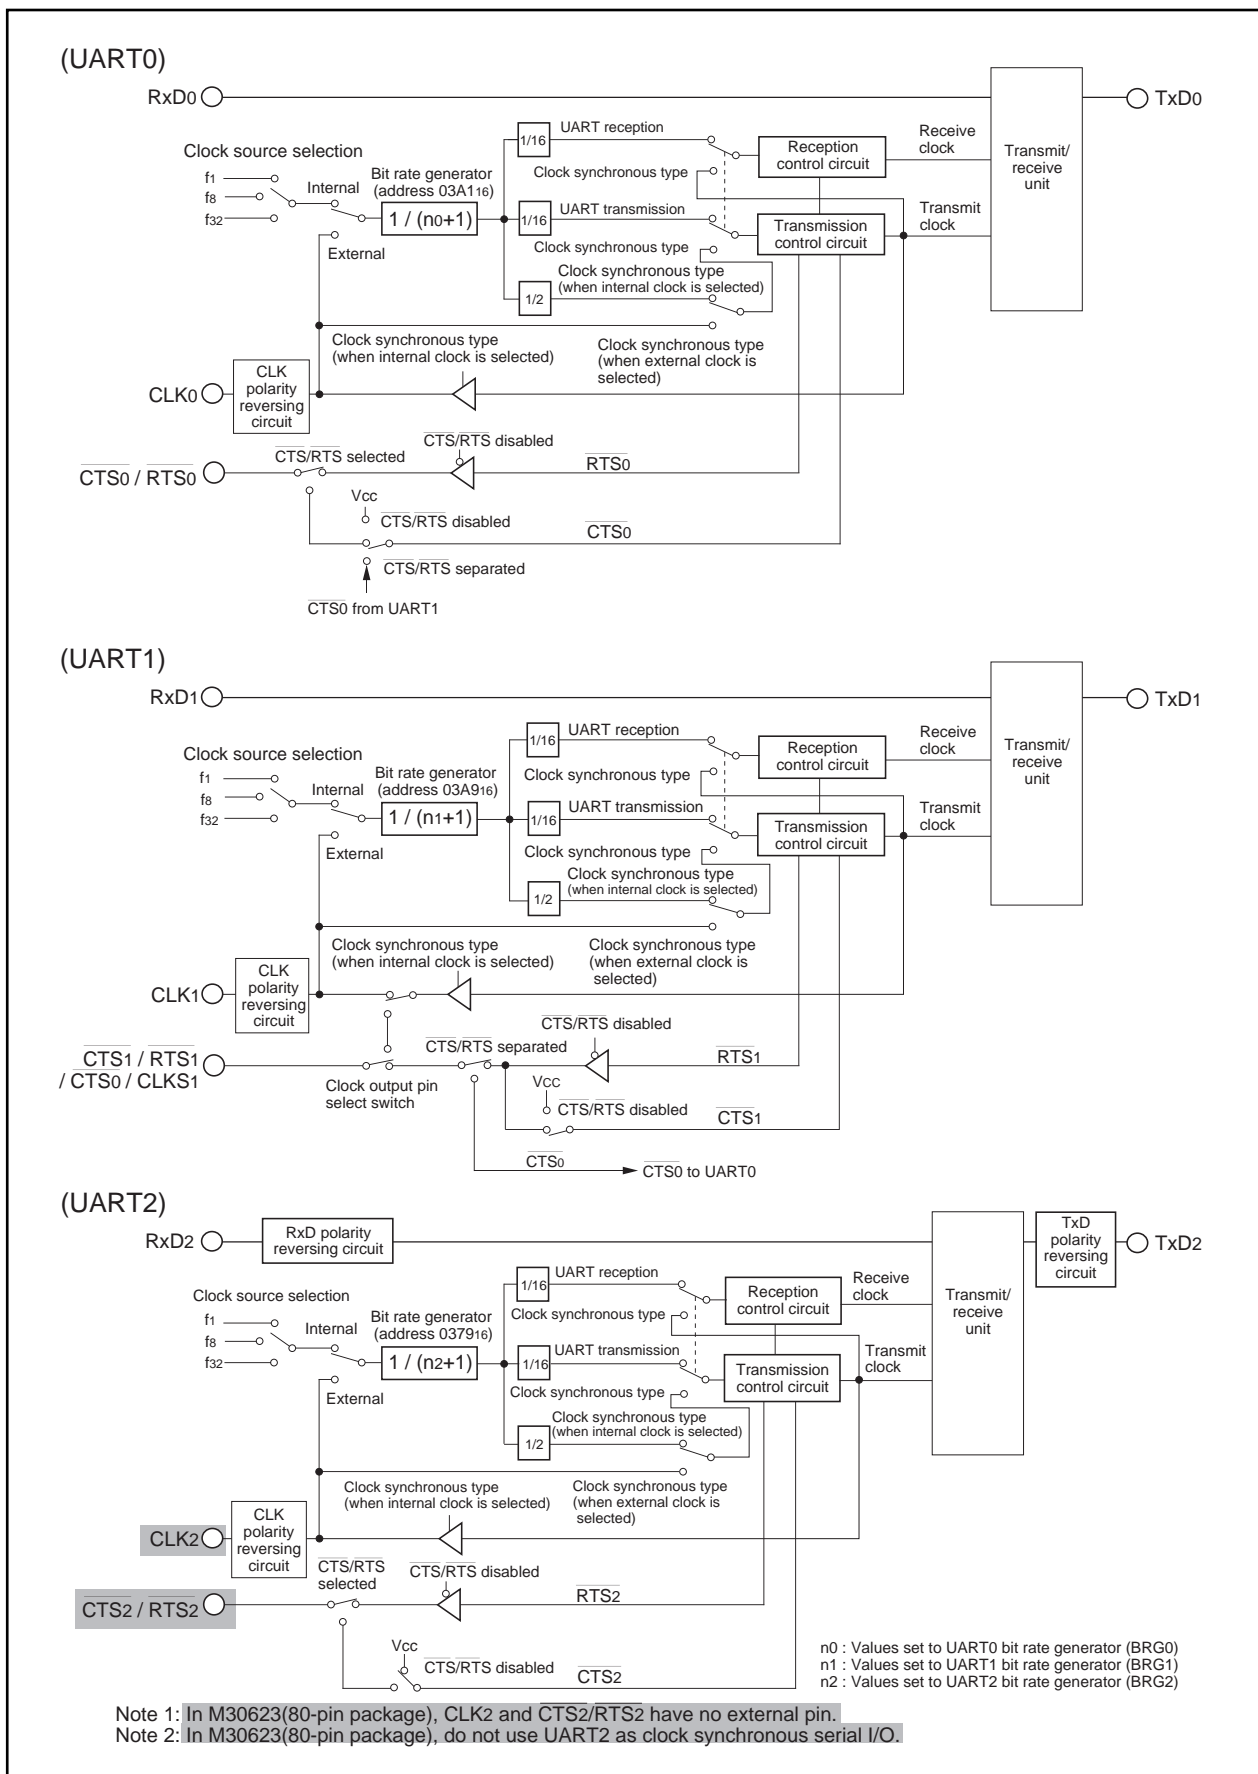 (UART0)
RxD0
TxD0
Clock source selection
f1
f8
f32
Internal
External
Bit rate generator
(address 03A116)
1 / (n0+1)
1/16
UART reception
Clock synchronous type
1/16
UART transmission
Clock synchronous type
Clock synchronous type
(when internal clock is selected)
1/2
Reception
control circuit
Transmission
control circuit
Receive
clock
Transmit
clock
Transmit/
receive
unit
Clock synchronous type
(when internal clock is selected)
Clock synchronous type
(when external clock is
selected)
CLK0
CLK
polarity
reversing
circuit
CTS0 / RTS0
CTS/RTS selected
CTS/RTS disabled
RTS0
Vcc
CTS/RTS disabled
CTS0
CTS/RTS separated
CTS0 from UART1
(UART1)
RxD1
TxD1
Clock source selection
f1
f8
f32
Internal
External
Bit rate generator
(address 03A916)
1 / (n1+1)
1/16
UART reception
Clock synchronous type
1/16
UART transmission
Clock synchronous type
Clock synchronous type
(when internal clock is selected)
1/2
Reception
control circuit
Transmission
control circuit
Receive
clock
Transmit
clock
Transmit/
receive
unit
Clock synchronous type
(when internal clock is selected)
Clock synchronous type
(when external clock is
selected)
CLK1
CLK
polarity
reversing
circuit
CTS1 / RTS1
/ CTS0 / CLKS1
Clock output pin
select switch
CTS/RTS separated
CTS/RTS disabled
RTS1
VCC
CTS/RTS disabled
CTS1
CTS0
CTS0 to UART0
(UART2)
RxD2
RxD polarity
reversing circuit
TxD
polarity
reversing
circuit
TxD2
Clock source selection
f1
f8
f32
Internal
External
Bit rate generator
(address 037916)
1 / (n2+1)
1/16
UART reception
Clock synchronous type
1/16
UART transmission
Clock synchronous type
Clock synchronous type
(when internal clock is selected)
1/2
Reception
control circuit
Transmission
control circuit
Receive
clock
Transmit
clock
Transmit/
receive
unit
Clock synchronous type
(when internal clock is selected)
Clock synchronous type
(when external clock is
selected)
CLK2
CLK
polarity
reversing
circuit
CTS2 / RTS2
CTS/RTS
selected
CTS/RTS disabled
RTS2
Vcc
CTS/RTS disabled
CTS2
n0 : Values set to UART0 bit rate generator (BRG0)
n1 : Values set to UART1 bit rate generator (BRG1)
n2 : Values set to UART2 bit rate generator (BRG2)
Note 1: In M30623(80-pin package), CLK2 and CTS2/RTS2 have no external pin.
Note 2: In M30623(80-pin package), do not use UART2 as clock synchronous serial I/O.